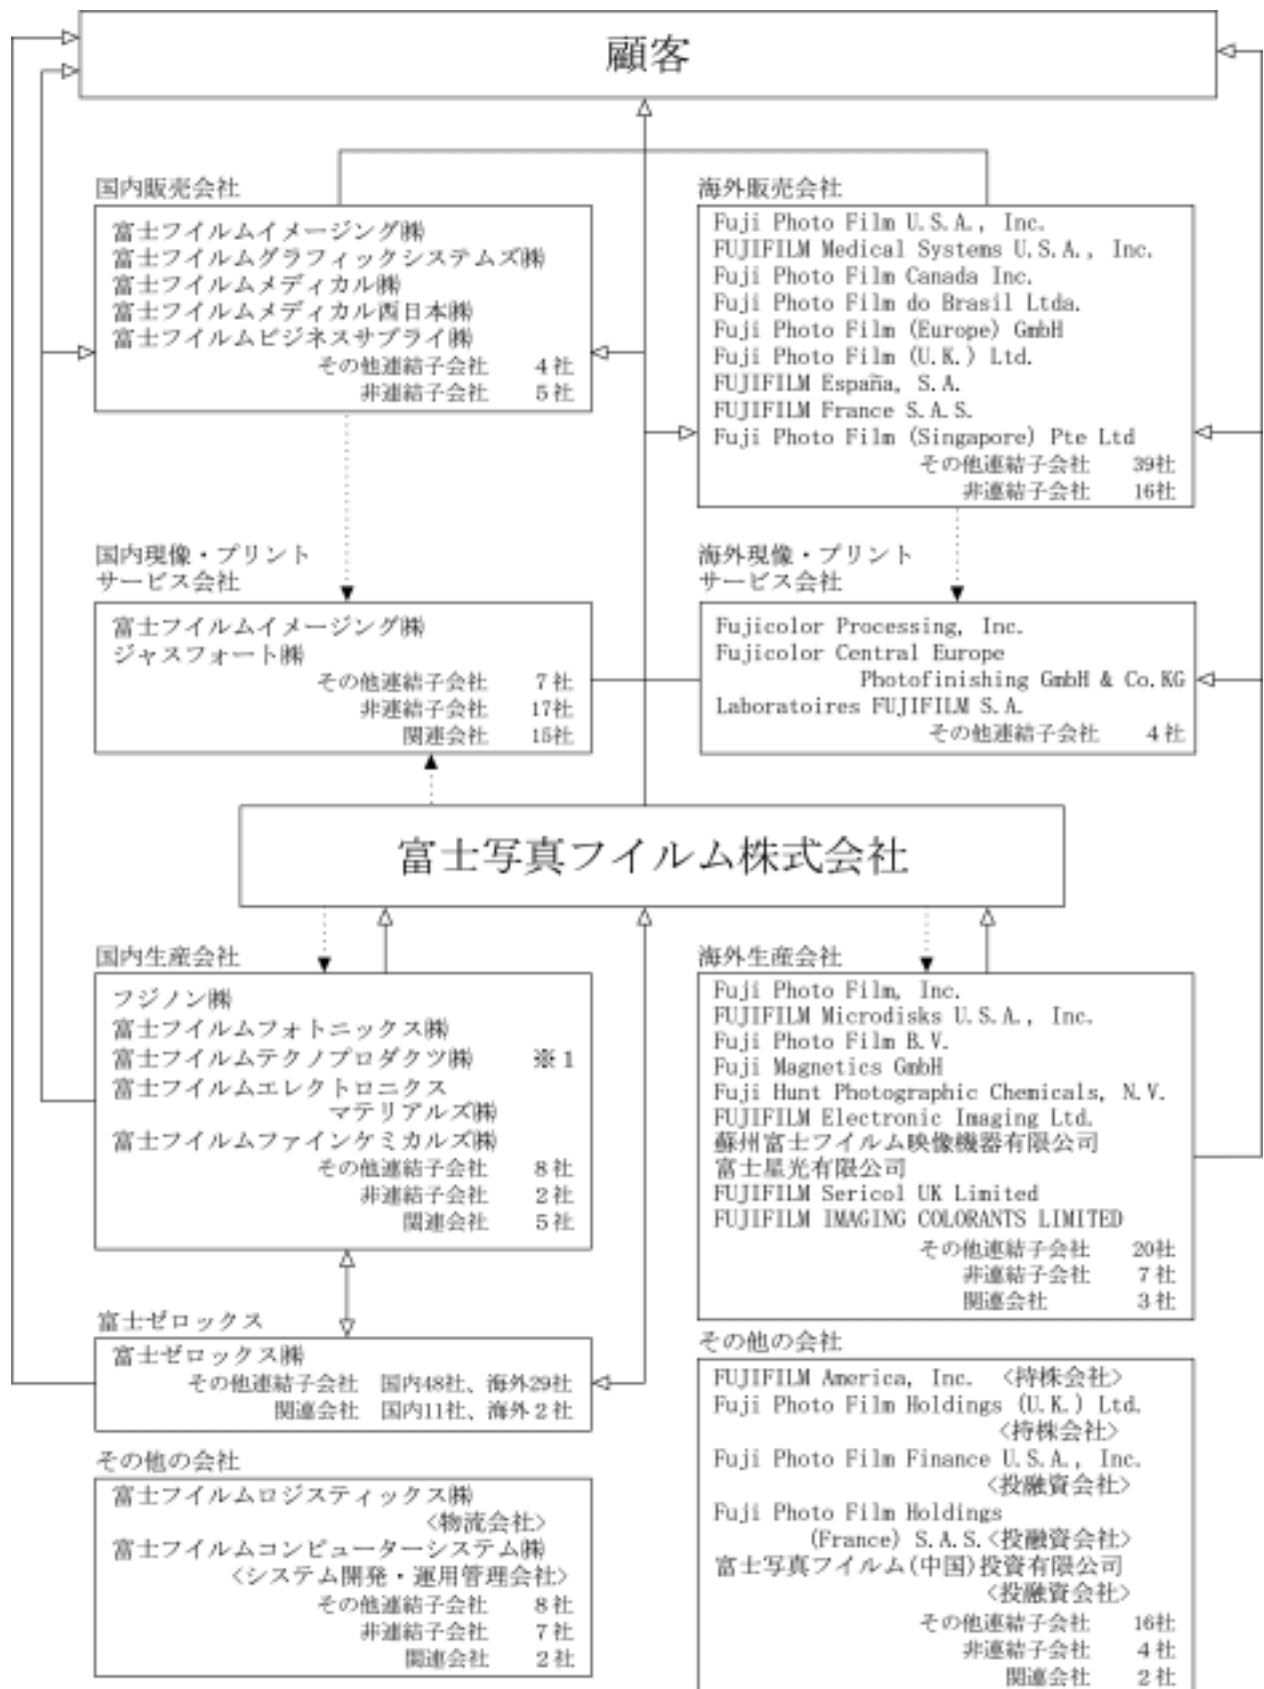 顧客
国内販売会社
富士フイルムイメージング㈱
富士フイルムグラフィックシステムズ㈱
富士フイルムメディカル㈱
富士フイルムメディカル西日本㈱
富士フイルムビジネスサプライ㈱
その他連結子会社 4社
非連結子会社 5社
海外販売会社
Fuji Photo Film U.S.A., Inc.
FUJIFILM Medical Systems U.S.A., Inc.
Fuji Photo Film Canada Inc.
Fuji Photo Film do Brasil Ltda.
Fuji Photo Film (Europe) GmbH
Fuji Photo Film (U.K.) Ltd.
FUJIFILM España, S.A.
FUJIFILM France S.A.S.
Fuji Photo Film (Singapore) Pte Ltd
その他連結子会社 39社
非連結子会社 16社
国内現像・プリント
サービス会社
富士フイルムイメージング㈱
ジャスフォート㈱
その他連結子会社 7社
非連結子会社 17社
関連会社 15社
海外現像・プリント
サービス会社
Fujicolor Processing, Inc.
Fujicolor Central Europe
Photofinishing GmbH & Co.KG
Laboratoires FUJIFILM S.A.
その他連結子会社 4社
富士写真フイルム株式会社
国内生産会社
フジノン㈱
富士フイルムフォトニックス㈱
富士フイルムテクノプロダクツ㈱ ※1
富士フイルムエレクトロニクス
マテリアルズ㈱
富士フイルムファインケミカルズ㈱
その他連結子会社 8社
非連結子会社 2社
関連会社 5社
海外生産会社
Fuji Photo Film, Inc.
FUJIFILM Microdisks U.S.A., Inc.
Fuji Photo Film B.V.
Fuji Magnetics GmbH
Fuji Hunt Photographic Chemicals, N.V.
FUJIFILM Electronic Imaging Ltd.
蘇州富士フイルム映像機器有限公司
富士星光有限公司
FUJIFILM Sericol UK Limited
FUJIFILM IMAGING COLORANTS LIMITED
その他連結子会社 20社
非連結子会社 7社
関連会社 3社
富士ゼロックス
富士ゼロックス㈱
その他連結子会社 国内48社、海外29社
関連会社 国内11社、海外2社
その他の会社
富士フイルムロジスティックス㈱
<物流会社>
富士フイルムコンピューターシステム㈱
<システム開発・運用管理会社>
その他連結子会社 8社
非連結子会社 7社
関連会社 2社
その他の会社
FUJIFILM America, Inc. <持株会社>
Fuji Photo Film Holdings (U.K.) Ltd.
<持株会社>
Fuji Photo Film Finance U.S.A., Inc.
<投融資会社>
Fuji Photo Film Holdings
(France) S.A.S.<投融資会社>
富士写真フイルム(中国)投資有限公司
<投融資会社>
その他連結子会社 16社
非連結子会社 4社
関連会社 2社